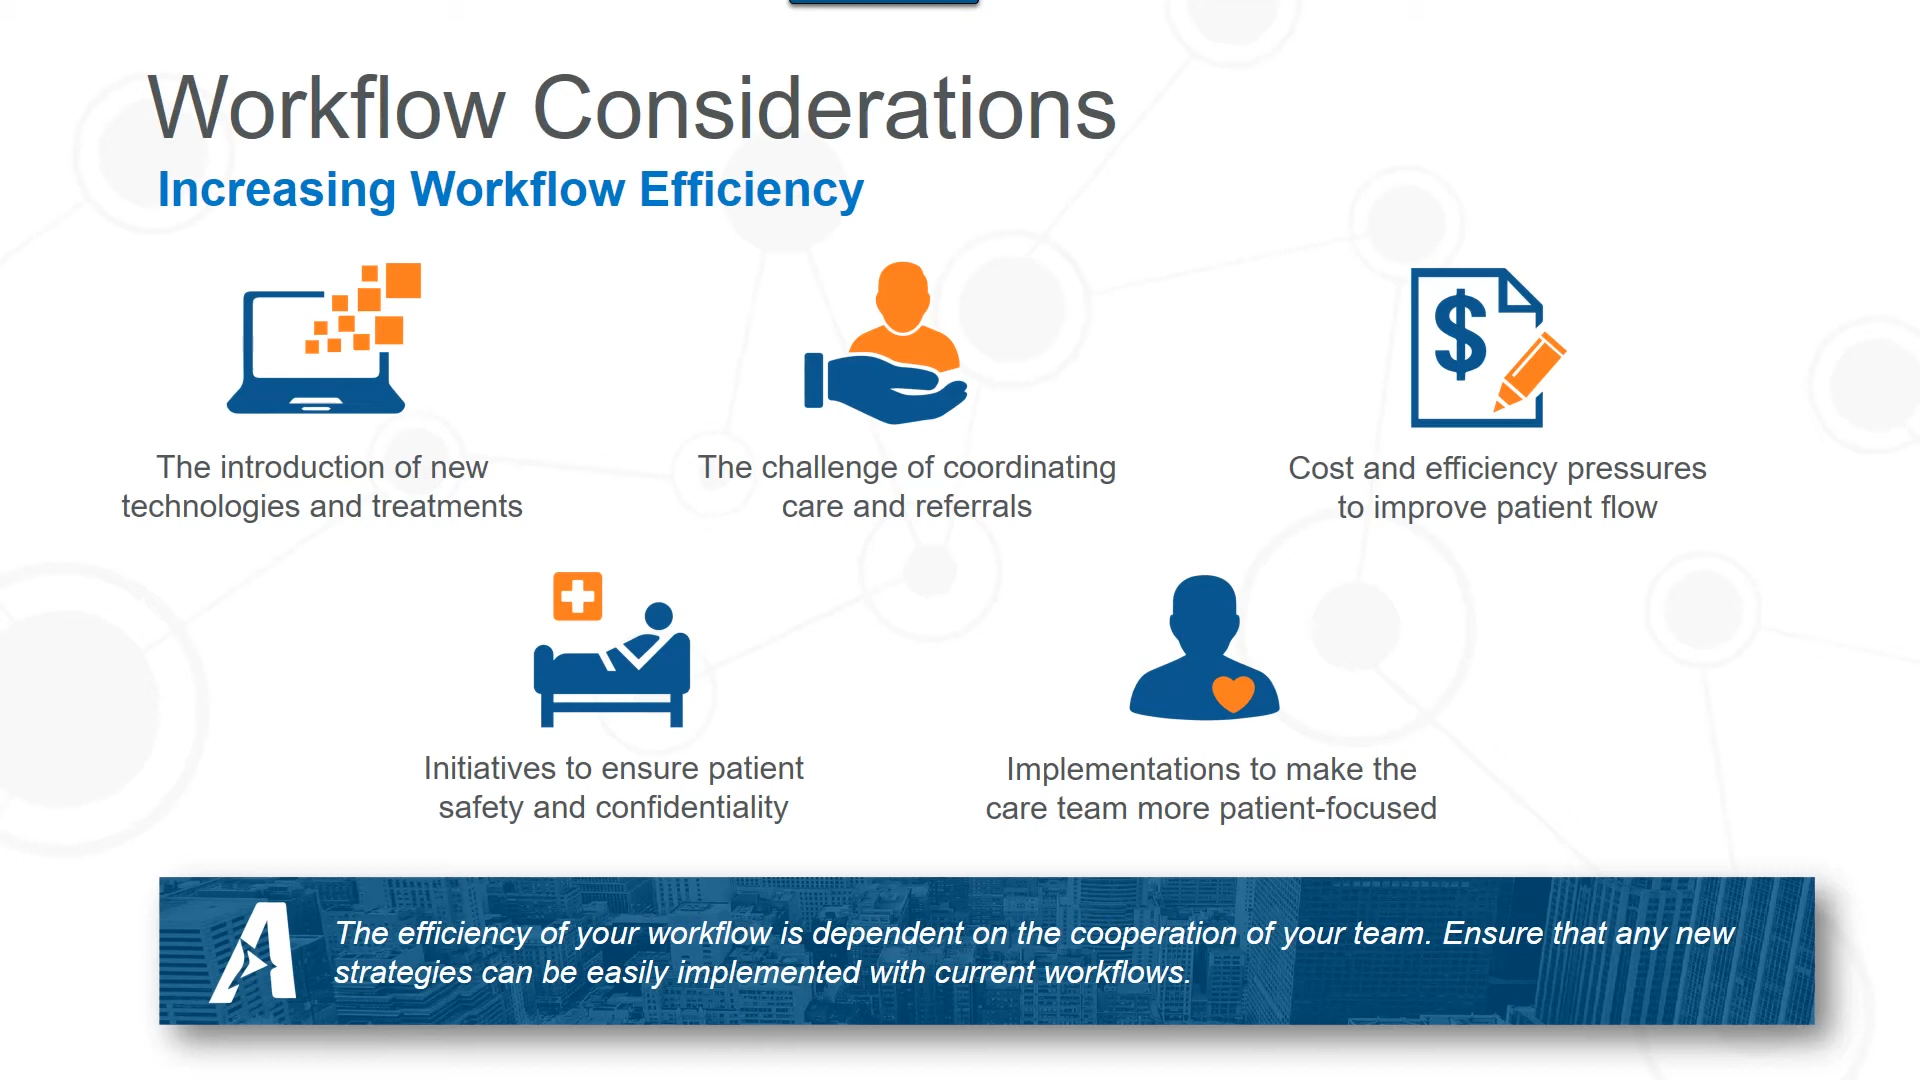 Workflow Considerations
Increasing Workflow Efficiency
The introduction of new
technologies and treatments
The challenge of coordinating
care and referrals
Cost and efficiency pressures
to improve patient flow
Initiatives to ensure patient
safety and confidentiality
Implementations to make the
care team more patient-focused
The efficiency of your workflow is dependent on the cooperation of your team. Ensure that any new
strategies can be easily implemented with current workflows.